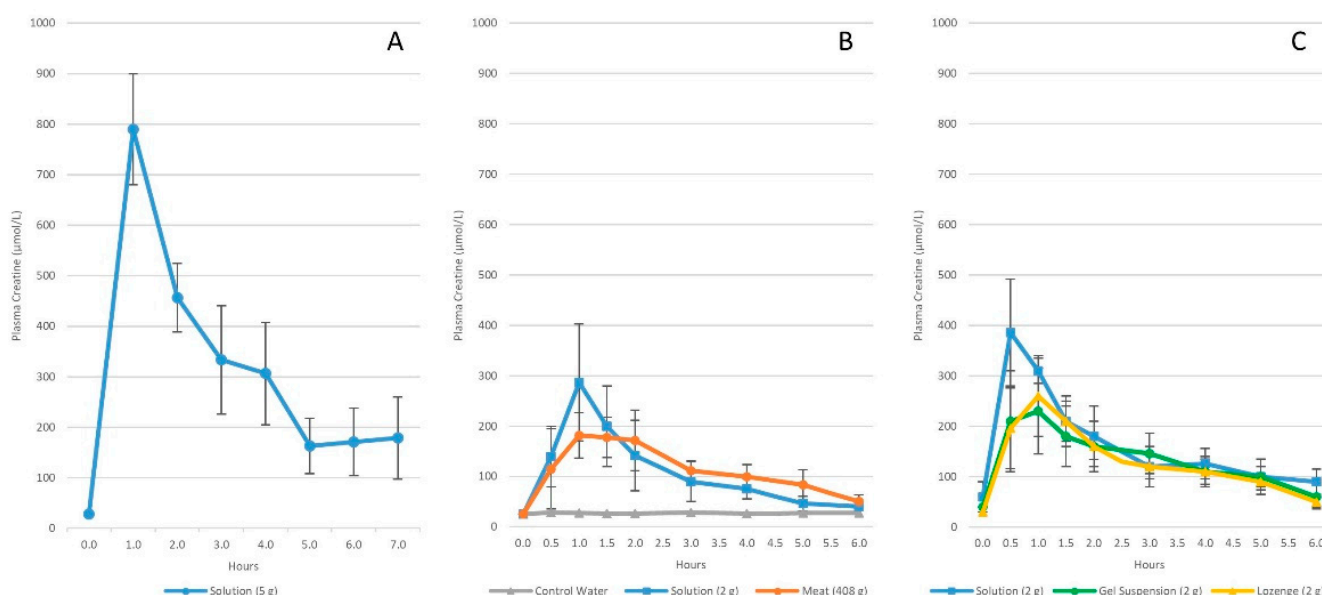 A
1000
900
800
700
600
500
400
300
200
100
0
Plasma Creatine (µmol/L)
0.0 1.0 2.0 3.0 4.0 5.0 6.0 7.0
Hours
Solution (5 g)
B
1000
900
800
700
600
500
400
300
200
100
0
Plasma Creatine (µmol/L)
0.0 0.5 1.0 1.5 2.0 2.5 3.0 3.5 4.0 4.5 5.0 5.5 6.0
Hours
Control Water Solution (2 g) Meat (408 g)
C
1000
900
800
700
600
500
400
300
200
100
0
Plasma Creatine (µmol/L)
0.0 0.5 1.0 1.5 2.0 2.5 3.0 3.5 4.0 4.5 5.0 5.5 6.0
Hours
Solution (2 g) Gel Suspension (2 g) Lozenge (2 g)